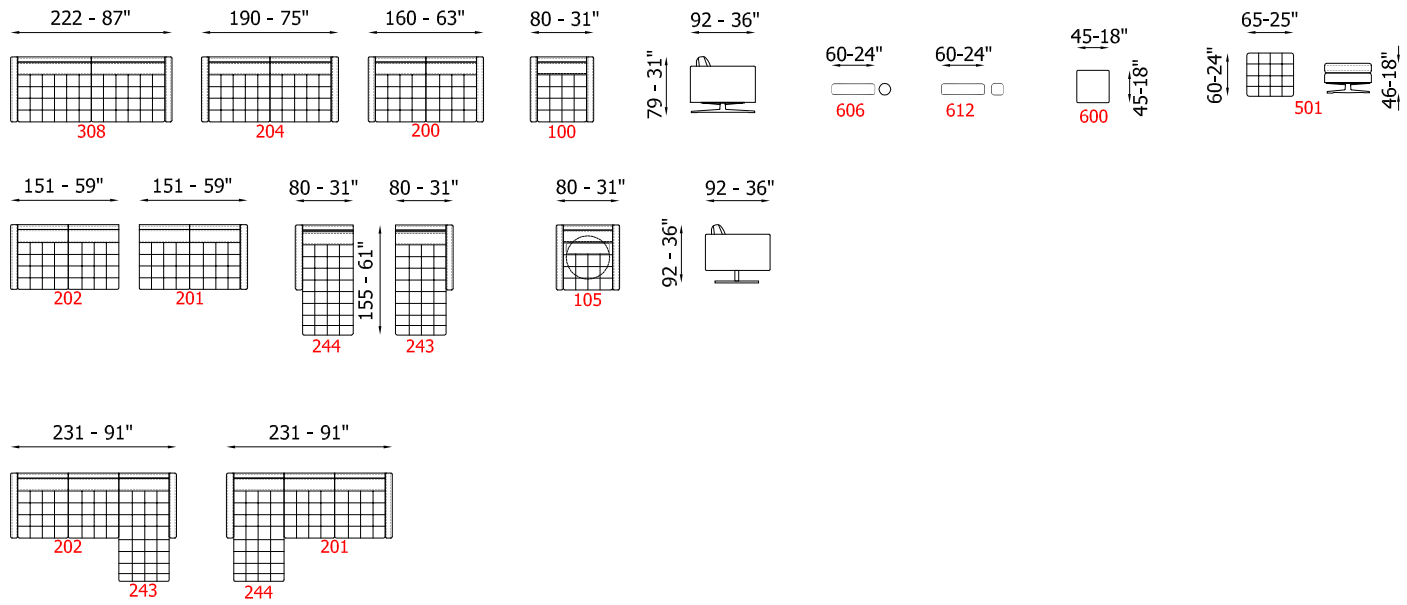 222 - 87"
190 - 75"
160 - 63"
80 - 31"
92 - 36"
79 - 31"
60-24"
60-24"
45-18"
45-18"
65-25"
60-24"
46-18"
308
204
200
100
606
612
600
501
151 - 59"
151 - 59"
80 - 31"
80 - 31"
155 - 61"
80 - 31"
92 - 36"
92 - 36"
202
201
244
243
105
231 - 91"
231 - 91"
202
243
201
244